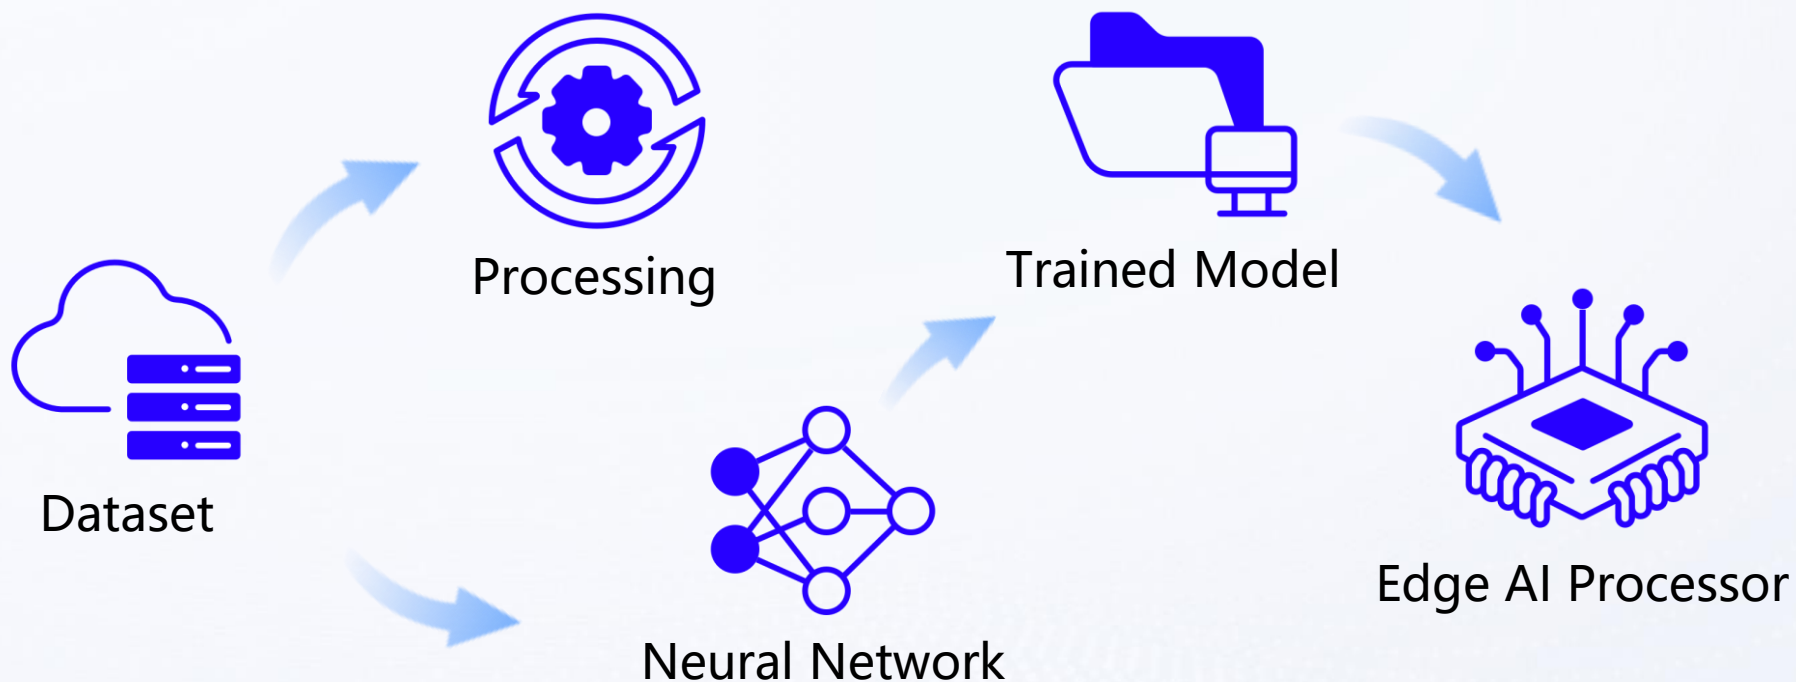 Processing
Trained Model
Dataset
Edge AI Processor
Neural Network